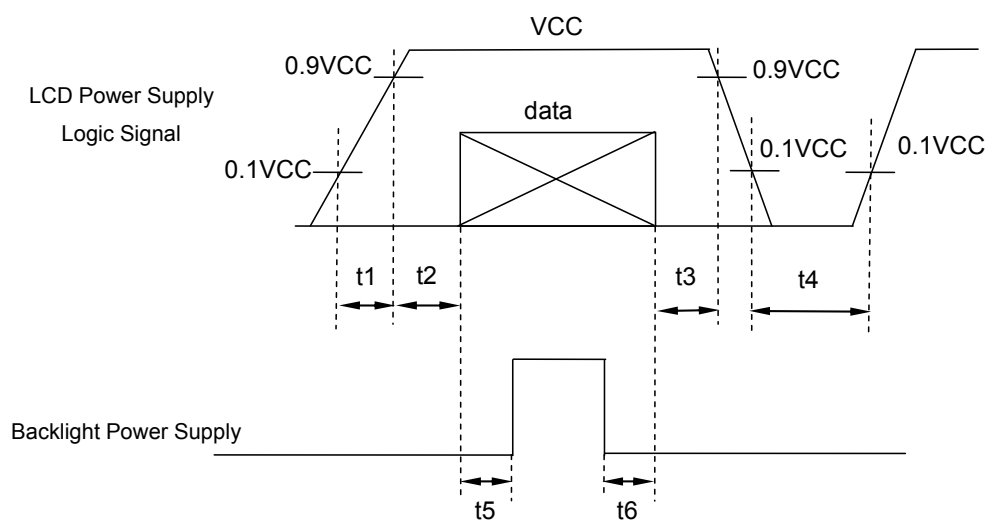 VCC
0.9VCC
0.9VCC
LCD Power Supply
Logic Signal
data
0.1VCC
0.1VCC
0.1VCC
t1
t2
t3
t4
Backlight Power Supply
t5
t6